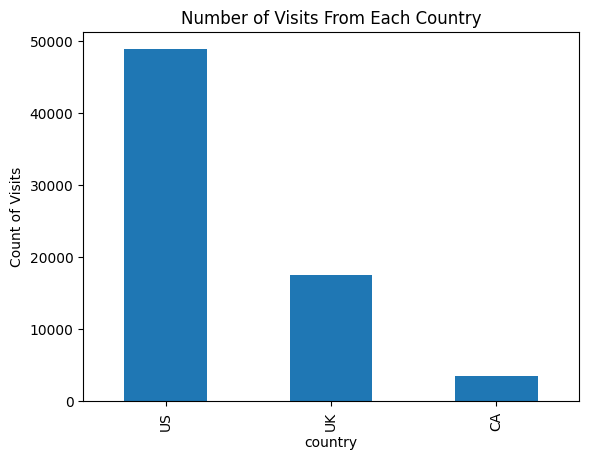 Number of Visits From Each Country
Count of Visits
50000
40000
30000
20000
10000
0
US
UK
CA
country